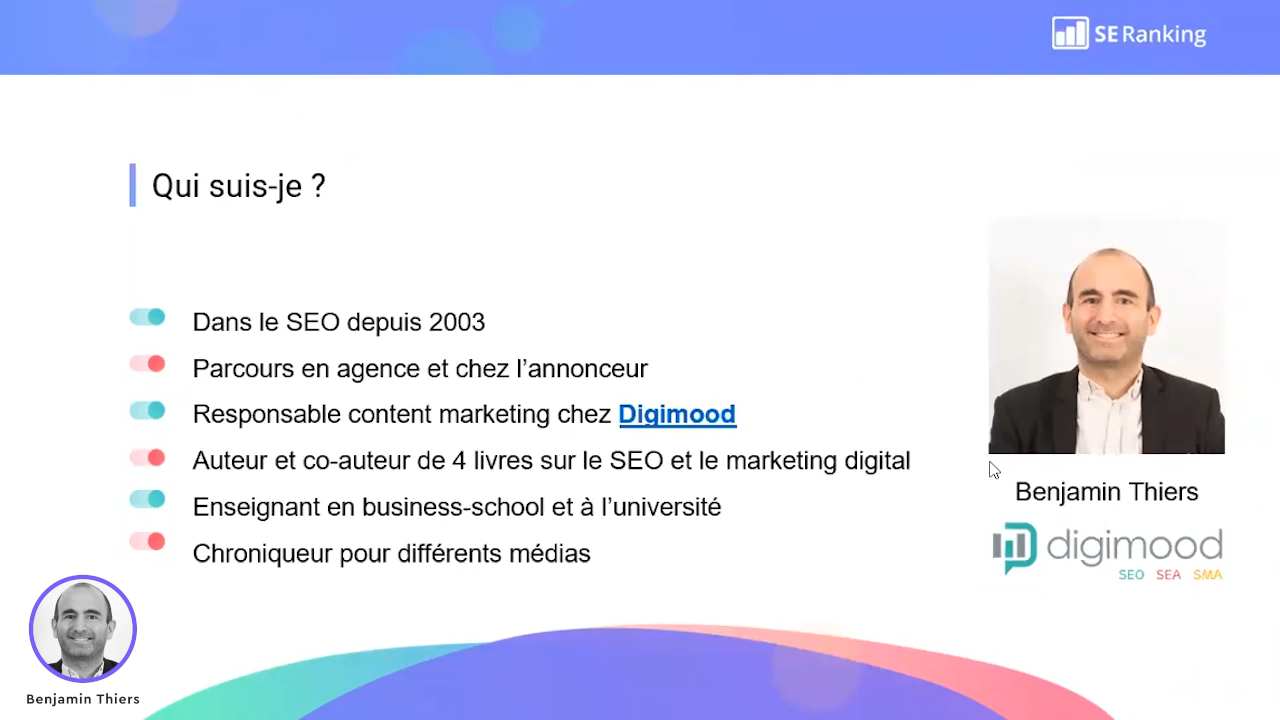 SE Ranking
Qui suis-je ?
Dans le SEO depuis 2003
Parcours en agence et chez l’annonceur
Responsable content marketing chez Digimood
Auteur et co-auteur de 4 livres sur le SEO et le marketing digital
Enseignant en business-school et à l’université
Chroniqueur pour différents médias
Benjamin Thiers
digimood
SEO SEA SMA
Benjamin Thiers